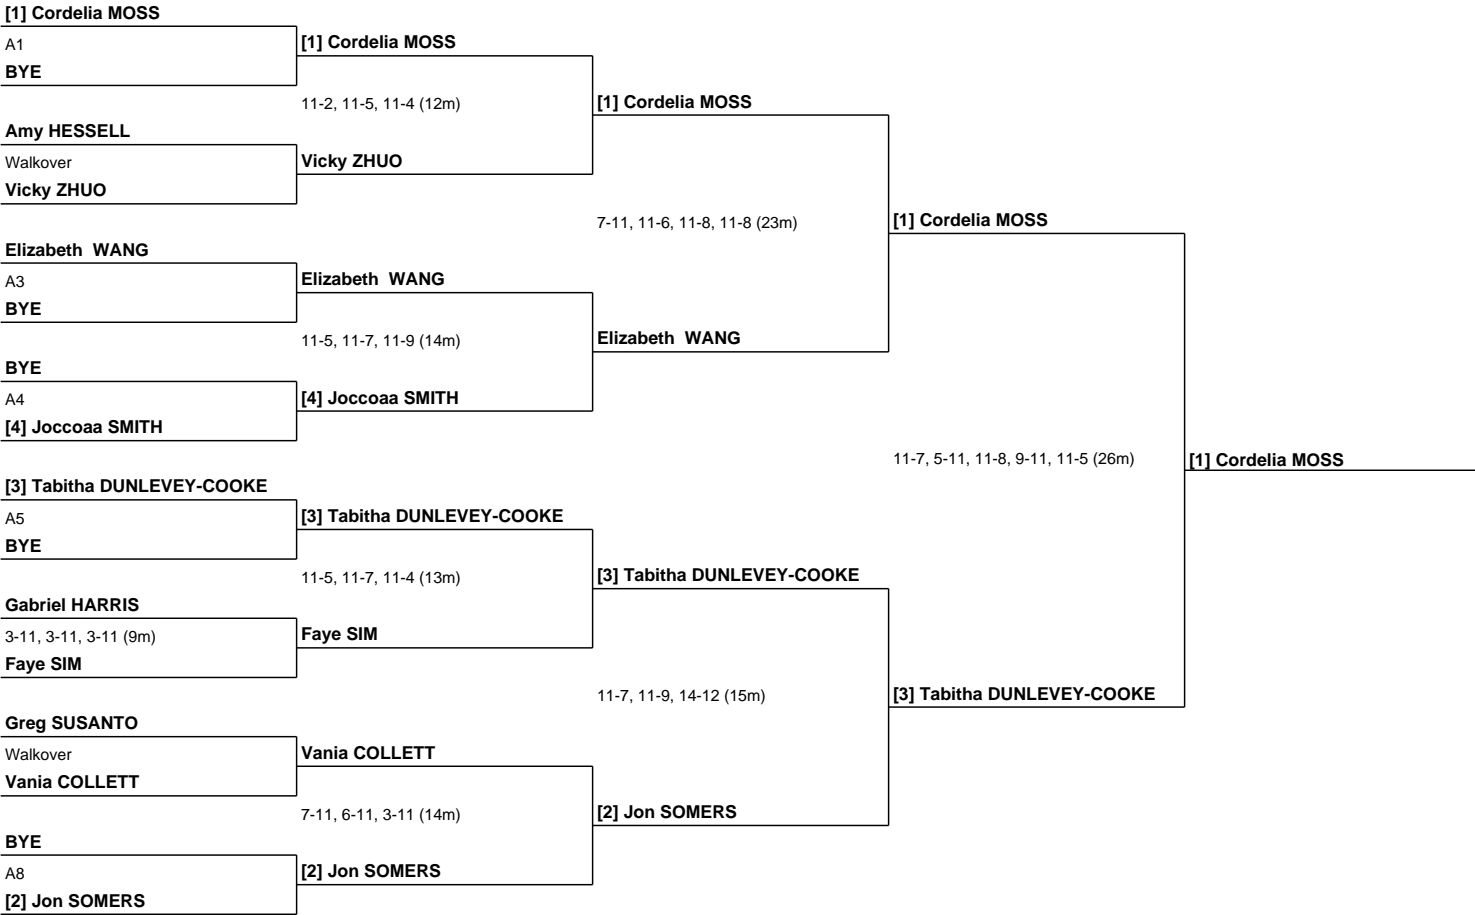 [1] Cordelia MOSS
A1
BYE
Amy HESSELL
Walkover
Vicky ZHUO
Elizabeth  WANG
A3
BYE
BYE
A4
[4] Joccoaa SMITH
[3] Tabitha DUNLEVEY-COOKE
A5
BYE
Gabriel HARRIS
3-11, 3-11, 3-11 (9m)
Faye SIM
Greg SUSANTO
Walkover
Vania COLLETT
BYE
A8
[2] Jon SOMERS
[1] Cordelia MOSS
11-2, 11-5, 11-4 (12m)
Vicky ZHUO
Elizabeth  WANG
11-5, 11-7, 11-9 (14m)
[4] Joccoaa SMITH
[3] Tabitha DUNLEVEY-COOKE
11-5, 11-7, 11-4 (13m)
Faye SIM
Vania COLLETT
7-11, 6-11, 3-11 (14m)
[2] Jon SOMERS
[1] Cordelia MOSS
7-11, 11-6, 11-8, 11-8 (23m)
Elizabeth  WANG
[3] Tabitha DUNLEVEY-COOKE
11-7, 11-9, 14-12 (15m)
[2] Jon SOMERS
[1] Cordelia MOSS
11-7, 5-11, 11-8, 9-11, 11-5 (26m)
[3] Tabitha DUNLEVEY-COOKE
[1] Cordelia MOSS